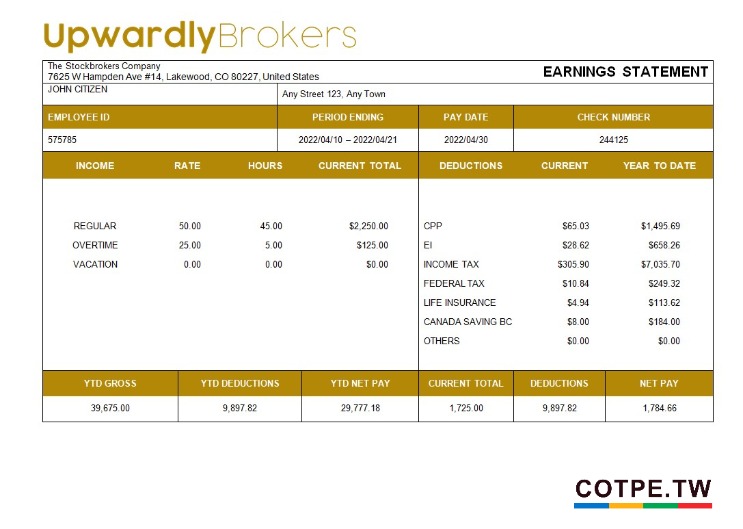 UpwardlyBrokers
The Stockbrokers Company
7625 W Hampden Ave #14, Lakewood, CO 80227, United States
EARNINGS STATEMENT
JOHN CITIZEN
Any Street 123, Any Town
EMPLOYEE ID PERIOD ENDING PAY DATE CHECK NUMBER
575785 2022/04/10 – 2022/04/21 2022/04/30 244125
INCOME RATE HOURS CURRENT TOTAL DEDUCTIONS CURRENT YEAR TO DATE
REGULAR 50.00 45.00 $2,250.00 CPP $65.03 $1,495.69
OVERTIME 25.00 5.00 $125.00 EI $28.62 $658.26
VACATION 0.00 0.00 $0.00 INCOME TAX $305.90 $7,035.70
FEDERAL TAX $10.84 $249.32
LIFE INSURANCE $4.94 $113.62
CANADA SAVING BC $8.00 $184.00
OTHERS $0.00 $0.00
YTD GROSS YTD DEDUCTIONS YTD NET PAY CURRENT TOTAL DEDUCTIONS NET PAY
39,675.00 9,897.82 29,777.18 1,725.00 9,897.82 1,784.66
COTPE.TW